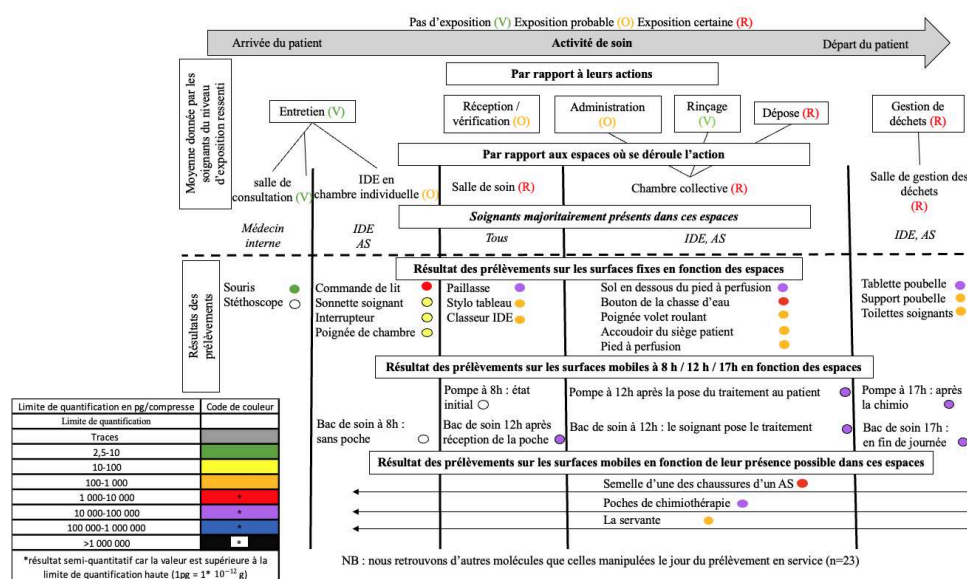 Pas d'exposition (V) Exposition probable (O) Exposition certaine (R)
Arrivée du patient
Activité de soin
Départ du patient
Moyenne donnée par les
soignants du niveau
d'exposition ressenti
Par rapport à leurs actions
Entretien (V)
Réception /
vérification (O)
Administration
(O)
Rinçage
(V)
Dépose (R)
Gestion de
déchets (R)
Par rapport aux espaces où se déroule l'action
salle de
consultation (V)
IDE en
chambre individuelle (O)
Salle de soin (R)
Chambre collective (R)
Salle de gestion des
déchets
(R)
Soignants majoritairement présents dans ces espaces
Médecin
interne
IDE
AS
Tous
IDE, AS
IDE, AS
Résultats des
prélèvements
Résultat des prélèvements sur les surfaces fixes en fonction des espaces
Souris
Stéthoscope
Commande de lit
Sonnette soignant
Interrupteur
Poignée de chambre
Paillasse
Stylo tableau
Classeur IDE
Sol en dessous du pied à perfusion
Bouton de la chasse d'eau
Poignée volet roulant
Accoudoir du siège patient
Pied à perfusion
Tablette poubelle
Support poubelle
Toilettes soignants
Résultat des prélèvements sur les surfaces mobiles à 8 h / 12 h / 17h en fonction des espaces
Pompe à 8h : état
initial
Pompe à 12h après la pose du traitement au patient
Pompe à 17h : après
la chimio
Bac de soin à 8h :
sans poche
Bac de soin 12h après
réception de la poche
Bac de soin à 12h : le soignant pose le traitement
Bac de soin 17h :
en fin de journée
Résultat des prélèvements sur les surfaces mobiles en fonction de leur présence possible dans ces espaces
Semelle d'une des chaussures d'un AS
Poches de chimiothérapie
La servante
NB : nous retrouvons d'autres molécules que celles manipulées le jour du prélèvement en service (n=23)
Limite de quantification en pg/compresse
Code de couleur
Limite de quantification
Traces
2,5-10
10-100
100-1 000
1 000-10 000 *
10 000-100 000 *
100 000-1 000 000 *
>1 000 000 *
*résultat semi-quantitatif car la valeur est supérieure à la
limite de quantification haute (1pg = 1* 10⁻¹² g)